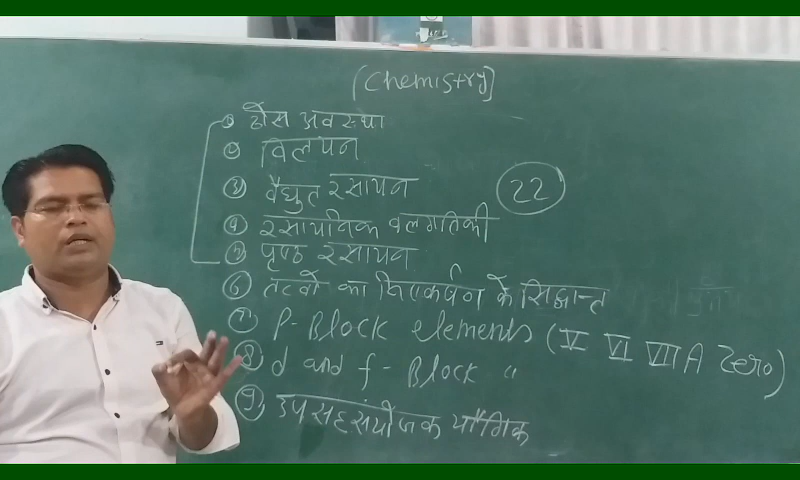 (Chemistry)
① ठोस अवस्था
② विलयन
③ वैद्युत रसायन
22
④ रसायनिक बलगतिकी
⑤ पृष्ठ रसायन
⑥ तत्वों का निष्कर्षण के सिद्धान्त
⑦ P-Block elements (V VI VII A Zero)
⑧ d and f - Block "
⑨ उपसहसंयोजक यौगिक